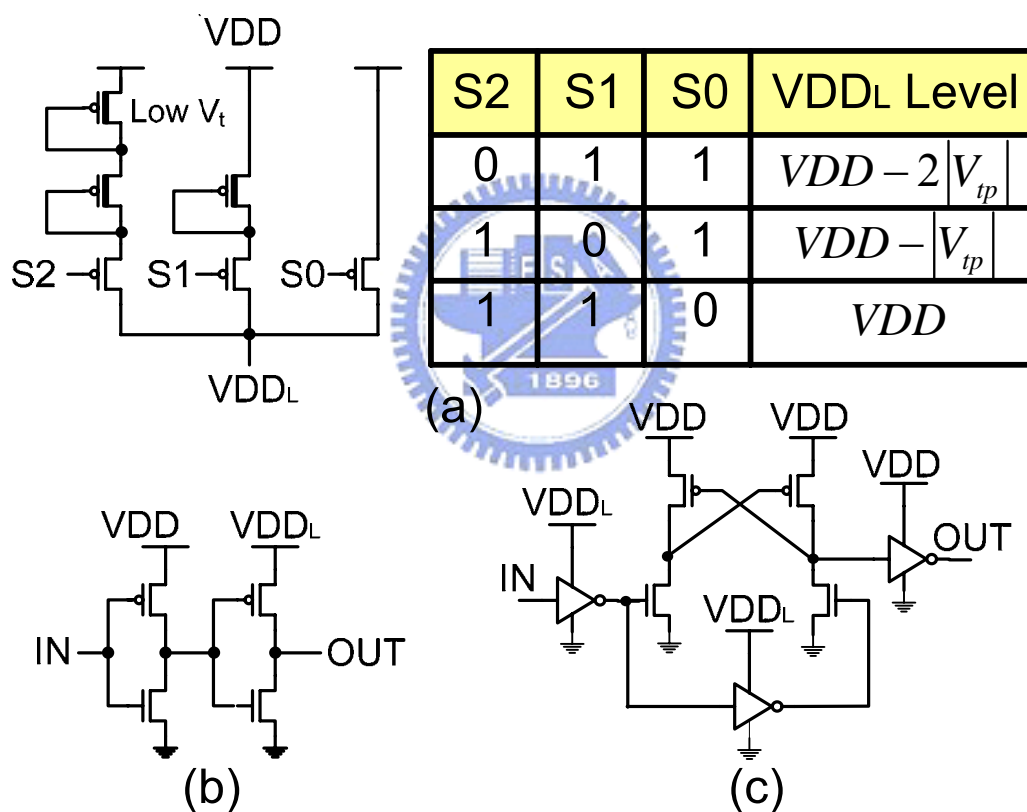 VDD
Low Vt
S2
S1
S0
VDDL
S2 S1 S0 VDDL Level
0 1 1 VDD − 2|Vtp|
1 0 1 VDD − |Vtp|
1 1 0 VDD
1896
(a)
VDD
VDDL
IN
OUT
(b)
VDD
VDD
VDD
VDDL
IN
OUT
VDDL
(c)